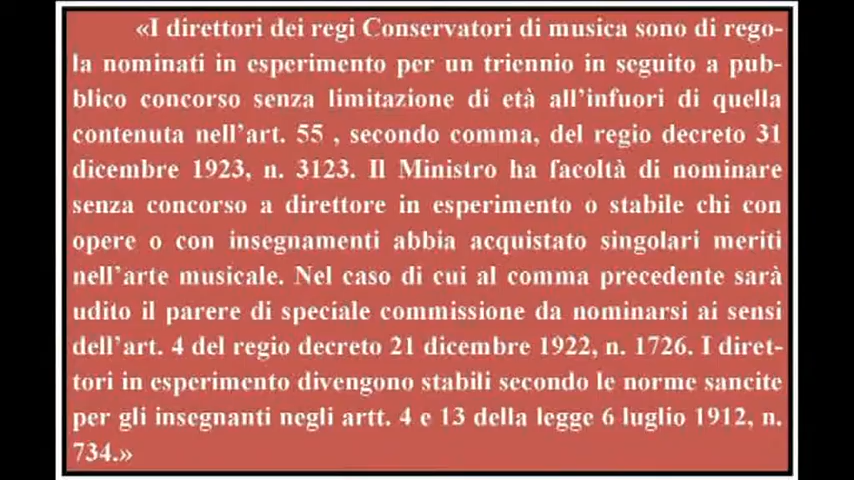 «I direttori dei regi Conservatori di musica sono di rego-
la nominati in esperimento per un triennio in seguito a pub-
blico concorso senza limitazione di età all’infuori di quella
contenuta nell’art. 55 , secondo comma, del regio decreto 31
dicembre 1923, n. 3123. Il Ministro ha facoltà di nominare
senza concorso a direttore in esperimento o stabile chi con
opere o con insegnamenti abbia acquistato singolari meriti
nell’arte musicale. Nel caso di cui al comma precedente sarà
udito il parere di speciale commissione da nominarsi ai sensi
dell’art. 4 del regio decreto 21 dicembre 1922, n. 1726. I diret-
tori in esperimento divengono stabili secondo le norme sancite
per gli insegnanti negli artt. 4 e 13 della legge 6 luglio 1912, n.
734.»